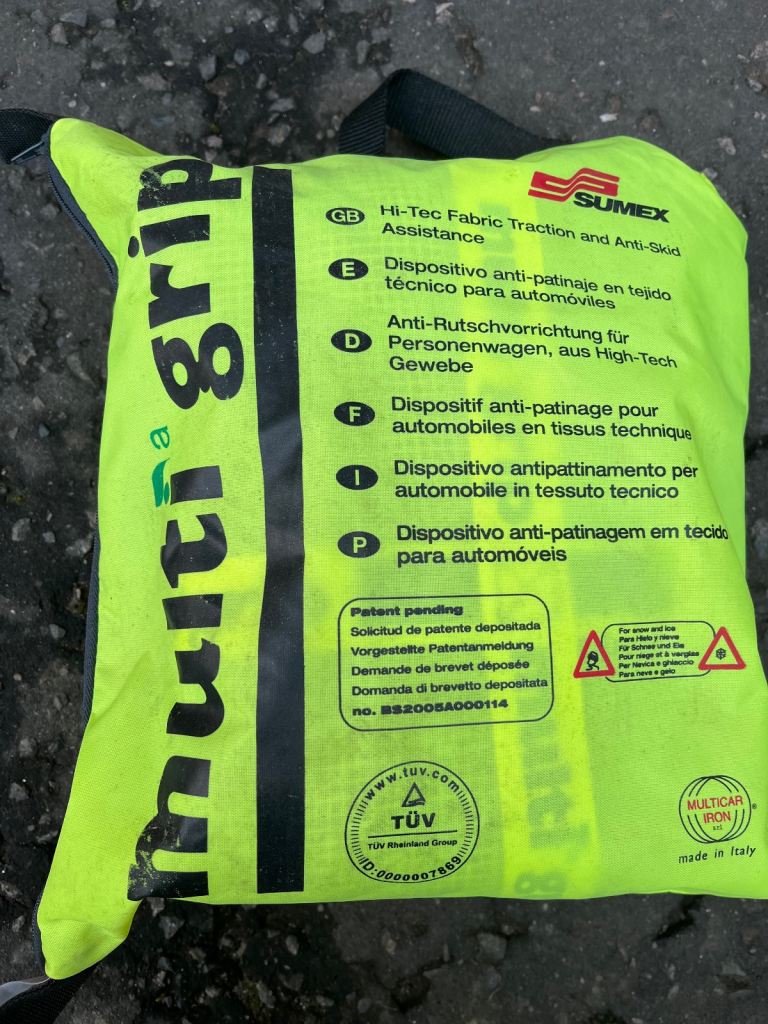 multi grip
a
SUMEX
GB Hi-Tec Fabric Traction and Anti-Skid
Assistance
E Dispositivo anti-patinaje en tejido
técnico para automóviles
D Anti-Rutschvorrichtung für
Personenwagen, aus High-Tech
Gewebe
F Dispositif anti-patinage pour
automobiles en tissus technique
I Dispositivo antipattinamento per
automobile in tessuto tecnico
P Dispositivo anti-patinagem em tecido
para automóveis
Patent pending
Solicitud de patente depositada
Vorgestellte Patentanmeldung
Demande de brevet déposée
Domanda di brevetto depositata
no. BS2005A000114
For snow and ice
Para Hielo y nieve
Für Schnee und Eis
Pour niege et à verglas
Per Nevica e ghiaccio
Para neve e gelo
www.tuv.com
TÜV
TÜV Rheinland Group
ID:0000007869
MULTICAR
IRON
s.r.l.
®
made in Italy